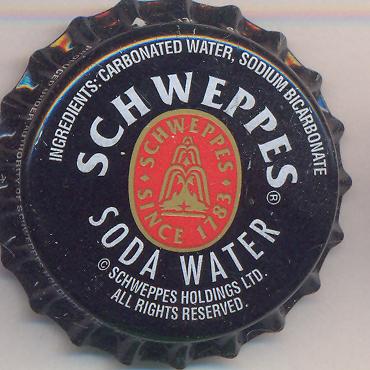 INGREDIENTS: CARBONATED WATER, SODIUM BICARBONATE
SCHWEPPES®
• SCHWEPPES •
SINCE 1783
SODA WATER
© SCHWEPPES HOLDINGS LTD.
ALL RIGHTS RESERVED.